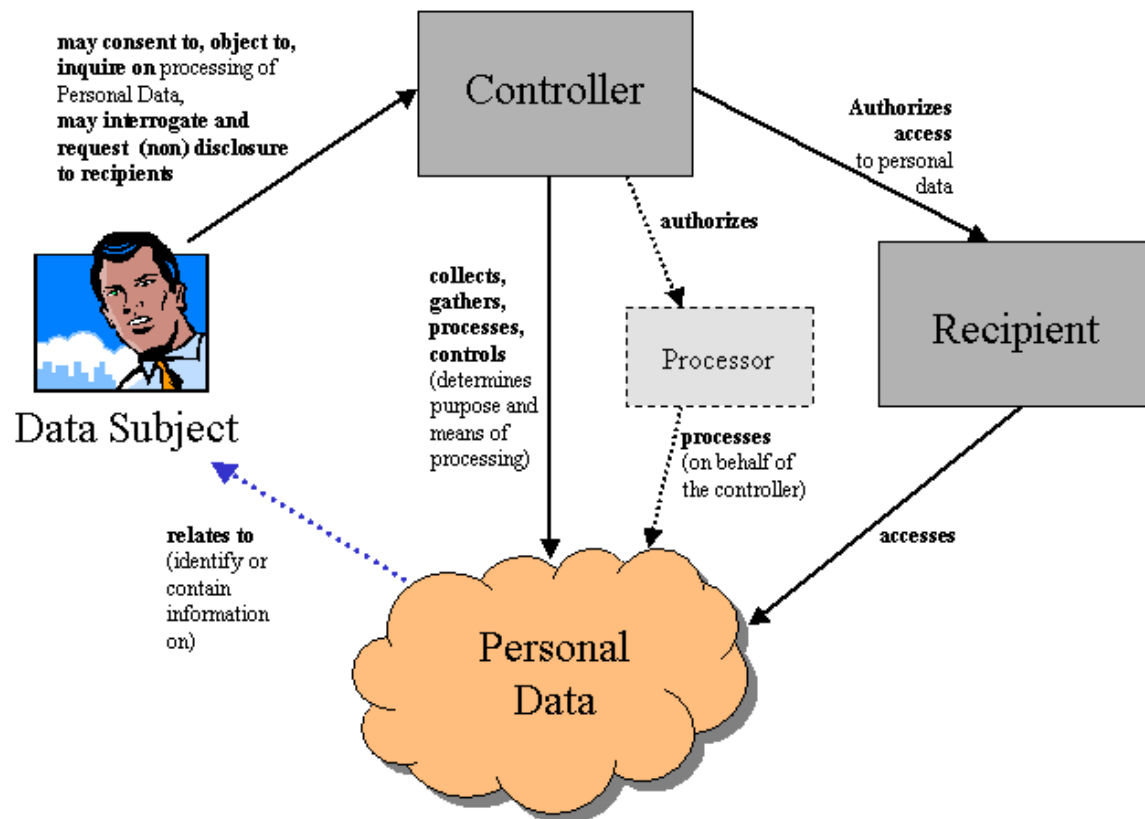 may consent to, object to,
inquire on processing of
Personal Data,
may interrogate and
request (non) disclosure
to recipients
Controller
Authorizes
access
to personal
data
authorizes
collects,
gathers,
processes,
controls
(determines
purpose and
means of
processing)
Processor
Recipient
Data Subject
processes
(on behalf of
the controller)
relates to
(identify or
contain
information
on)
accesses
Personal
Data